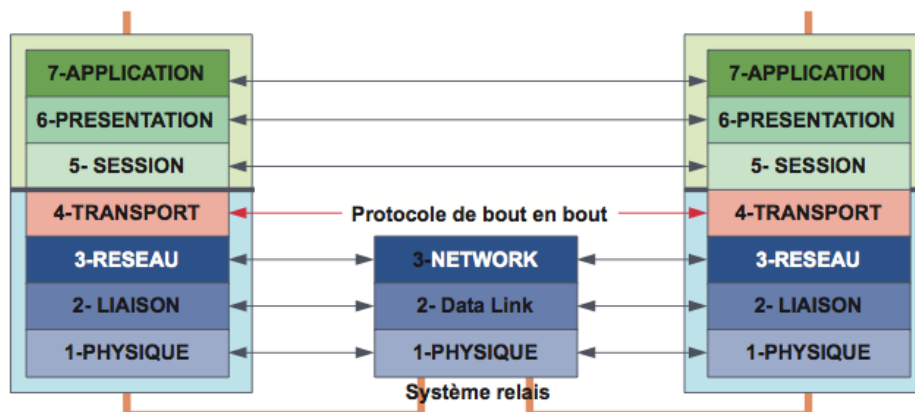 7-APPLICATION
7-APPLICATION
6-PRESENTATION
6-PRESENTATION
5- SESSION
5- SESSION
4-TRANSPORT
Protocole de bout en bout
4-TRANSPORT
3-RESEAU
3-NETWORK
3-RESEAU
2- LIAISON
2- Data Link
2- LIAISON
1-PHYSIQUE
1-PHYSIQUE
1-PHYSIQUE
Système relais